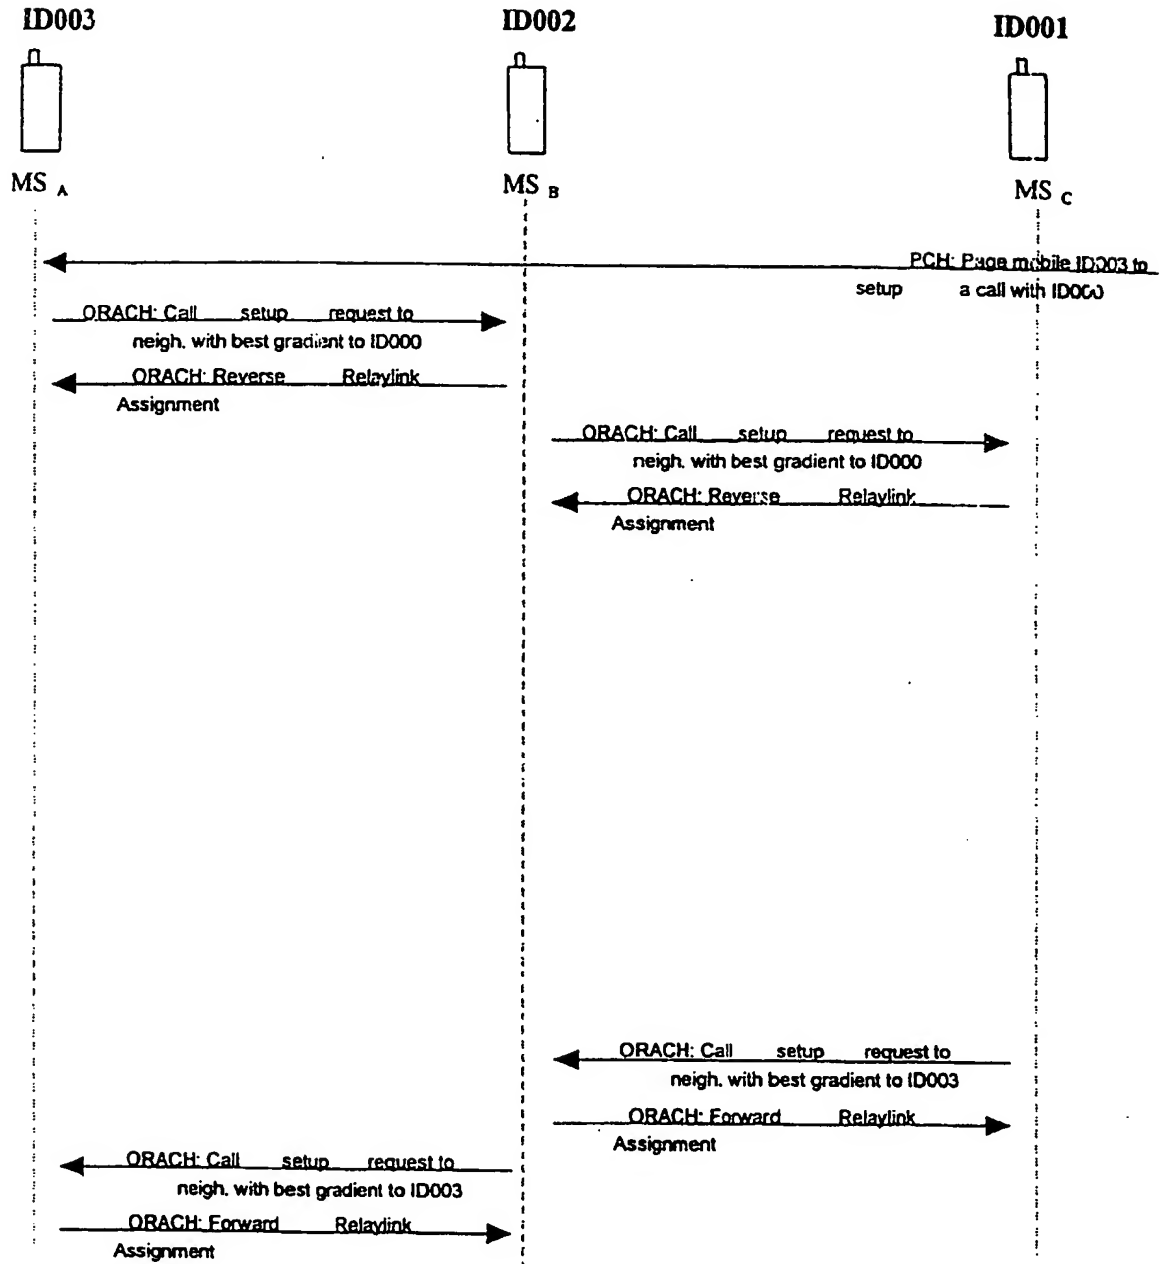 ID003
ID002
ID001
MS A
MS B
MS C
PCH: Page mobile ID003 to
setup a call with ID000
ORACH: Call setup request to
neigh. with best gradient to ID000
ORACH: Reverse Relaylink
Assignment
ORACH: Call setup request to
neigh. with best gradient to ID000
ORACH: Reverse Relaylink
Assignment
ORACH: Call setup request to
neigh. with best gradient to ID003
ORACH: Forward Relaylink
Assignment
ORACH: Call setup request to
neigh. with best gradient to ID003
ORACH: Forward Relaylink
Assignment